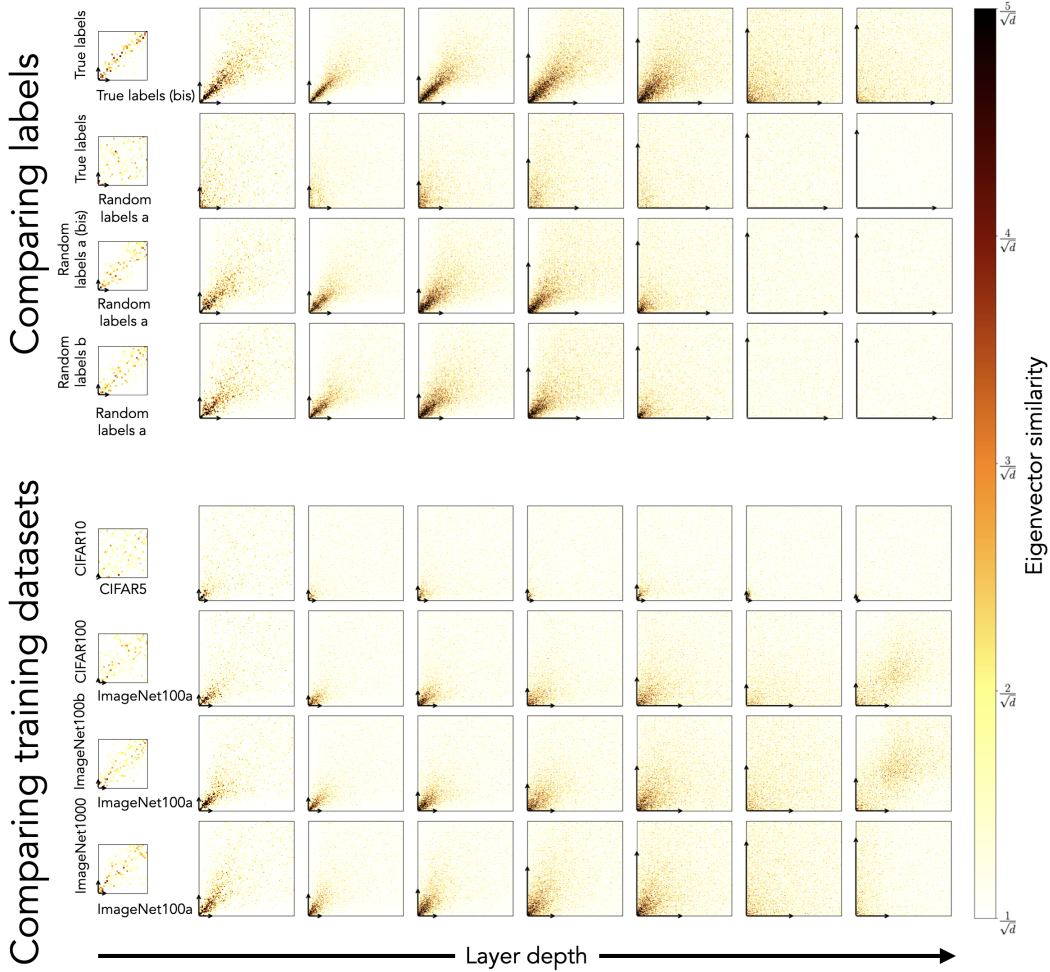 Comparing labels
True labels
True labels (bis)
True labels
Random
labels a
Random
labels a (bis)
Random
labels a
Random
labels b
Random
labels a
Comparing training datasets
CIFAR10
CIFAR5
CIFAR100
ImageNet100a
ImageNet100b
ImageNet100a
ImageNet1000
ImageNet100a
Layer depth
5/√d
4/√d
3/√d
2/√d
1/√d
Eigenvector similarity